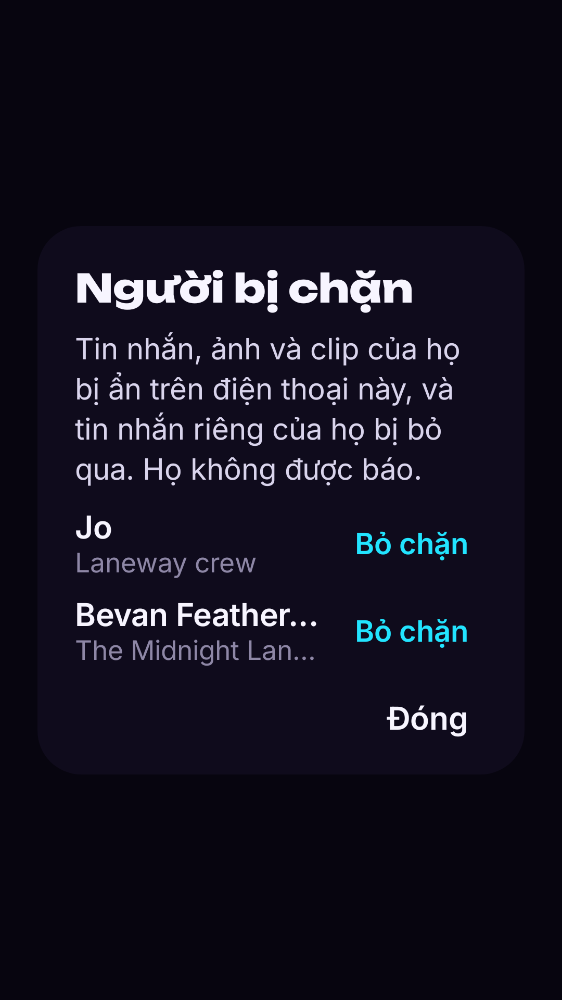 Người bị chặn
Tin nhắn, ảnh và clip của họ
bị ẩn trên điện thoại này, và
tin nhắn riêng của họ bị bỏ
qua. Họ không được báo.
Jo
Laneway crew
Bỏ chặn
Bevan Feather...
The Midnight Lan...
Bỏ chặn
Đóng